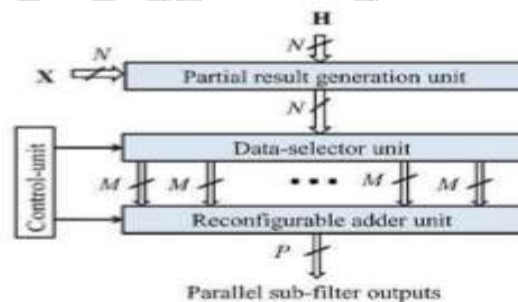 H
N
X N
Partial result generation unit
N
Control-unit
Data-selector unit
M M M M
Reconfigurable adder unit
P
Parallel sub-filter outputs